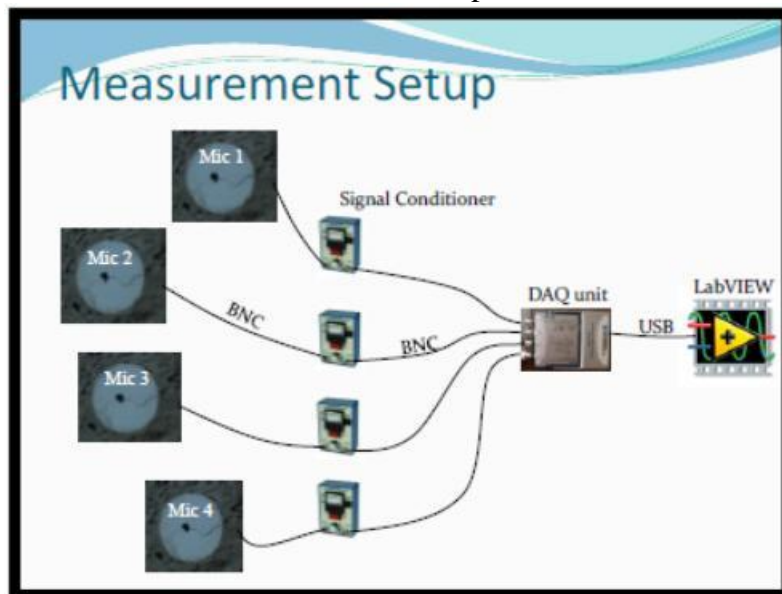 Measurement Setup
Mic 1
Signal Conditioner
Mic 2
LabVIEW
DAQ unit
BNC
BNC
USB
Mic 3
Mic 4